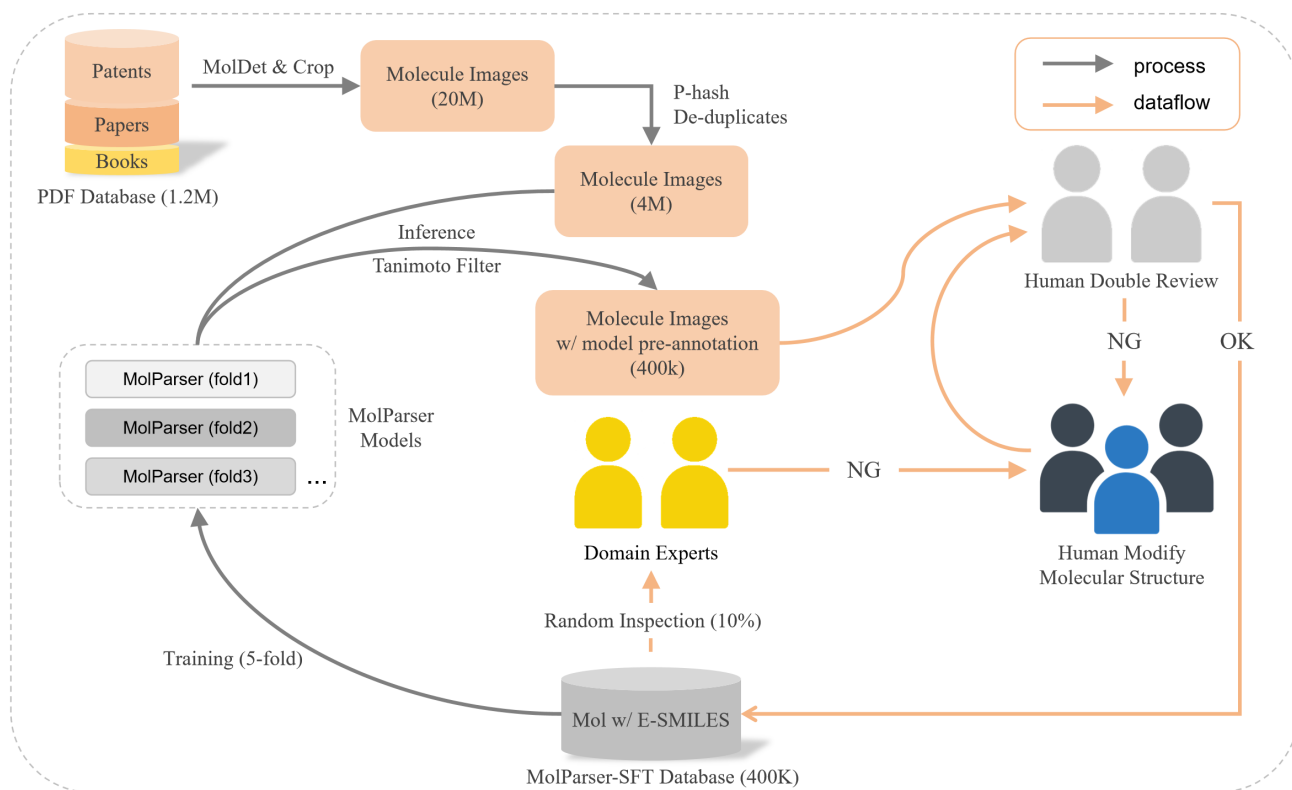 Patents
Papers
Books
PDF Database (1.2M)
MolDet & Crop
Molecule Images
(20M)
P-hash
De-duplicates
Molecule Images
(4M)
process
dataflow
Inference
Tanimoto Filter
Molecule Images
w/ model pre-annotation
(400k)
Human Double Review
NG
OK
MolParser (fold1)
MolParser (fold2)
MolParser (fold3)
...
MolParser
Models
Domain Experts
NG
Human Modify
Molecular Structure
Random Inspection (10%)
Training (5-fold)
Mol w/ E-SMILES
MolParser-SFT Database (400K)